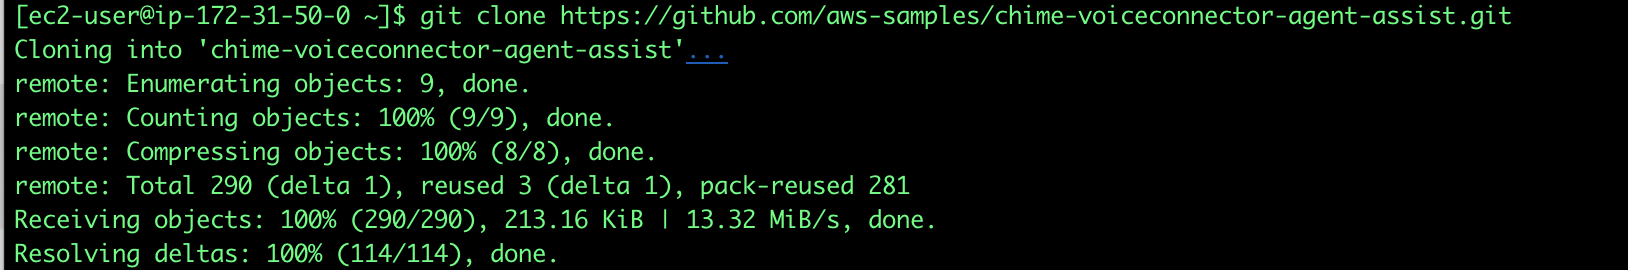 [ec2-user@ip-172-31-50-0 ~]$ git clone https://github.com/aws-samples/chime-voiceconnector-agent-assist.git
Cloning into 'chime-voiceconnector-agent-assist'...
remote: Enumerating objects: 9, done.
remote: Counting objects: 100% (9/9), done.
remote: Compressing objects: 100% (8/8), done.
remote: Total 290 (delta 1), reused 3 (delta 1), pack-reused 281
Receiving objects: 100% (290/290), 213.16 KiB | 13.32 MiB/s, done.
Resolving deltas: 100% (114/114), done.